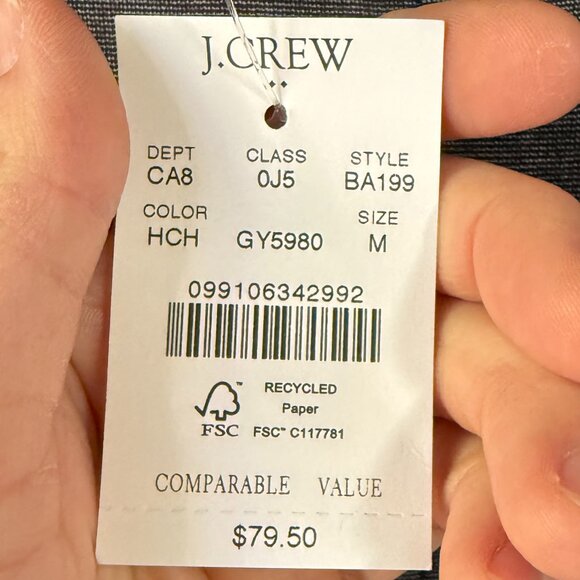 J.CREW
DEPT CLASS STYLE
CA8 0J5 BA199
COLOR SIZE
HCH GY5980 M
099106342992
RECYCLED
Paper
FSC FSC™ C117781
COMPARABLE VALUE
$79.50